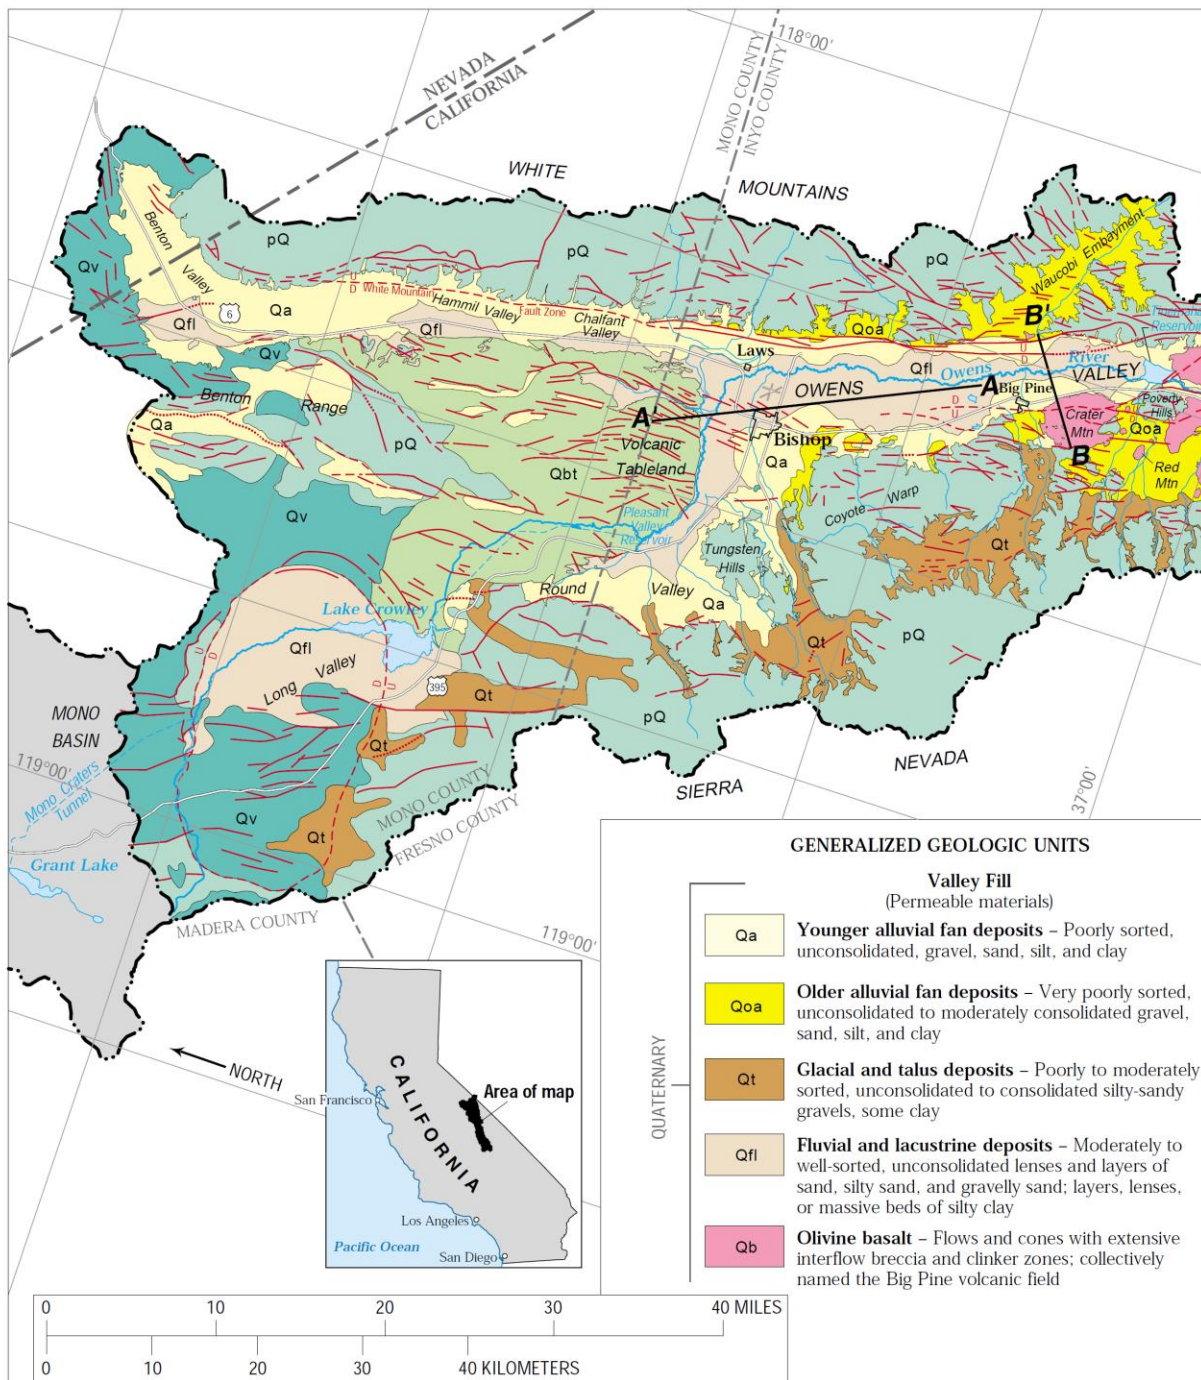 118°00'
NEVADA
CALIFORNIA
MONO COUNTY
INYO COUNTY
WHITE
MOUNTAINS
Benton
Valley
Qv
pQ
pQ
pQ
Waucobi Embayment
U
D
White Mountain
Fault Zone
6
Qa
Qfl
Hammil Valley
Qfl
Chalfant
Valley
Qoa
B'
Reservoir
Laws
Qfl
Owens
River
VALLEY
OWENS
D
A'
Big Pine
D
U
Qv
Benton
Range
Qa
pQ
A
Volcanic
Tableland
Bishop
Qa
Crater
Mtn
Poverty
Hills
Qoa
B
Red
Mtn
Qbt
Coyote Warp
Qv
Pleasant
Valley
Reservoir
Tungsten
Hills
Qt
Round
Valley
Qa
Lake Crowley
Qfl
Long Valley
U
D
D
U
395
Qt
Qt
pQ
pQ
MONO
BASIN
119°00'
Mono Craters
Tunnel
Qt
Qv
Qt
MONO COUNTY
FRESNO COUNTY
SIERRA
NEVADA
37°00'
Grant Lake
MADERA COUNTY
119°00'
NORTH
CALIFORNIA
Area of map
San Francisco
Los Angeles
Pacific Ocean
San Diego
GENERALIZED GEOLOGIC UNITS
QUATERNARY
Valley Fill
(Permeable materials)
Qa
Younger alluvial fan deposits – Poorly sorted,
unconsolidated, gravel, sand, silt, and clay
Qoa
Older alluvial fan deposits – Very poorly sorted,
unconsolidated to moderately consolidated gravel,
sand, silt, and clay
Qt
Glacial and talus deposits – Poorly to moderately
sorted, unconsolidated to consolidated silty-sandy
gravels, some clay
Qfl
Fluvial and lacustrine deposits – Moderately to
well-sorted, unconsolidated lenses and layers of
sand, silty sand, and gravelly sand; layers, lenses,
or massive beds of silty clay
Qb
Olivine basalt – Flows and cones with extensive
interflow breccia and clinker zones; collectively
named the Big Pine volcanic field
0 10 20 30 40 MILES
0 10 20 30 40 KILOMETERS